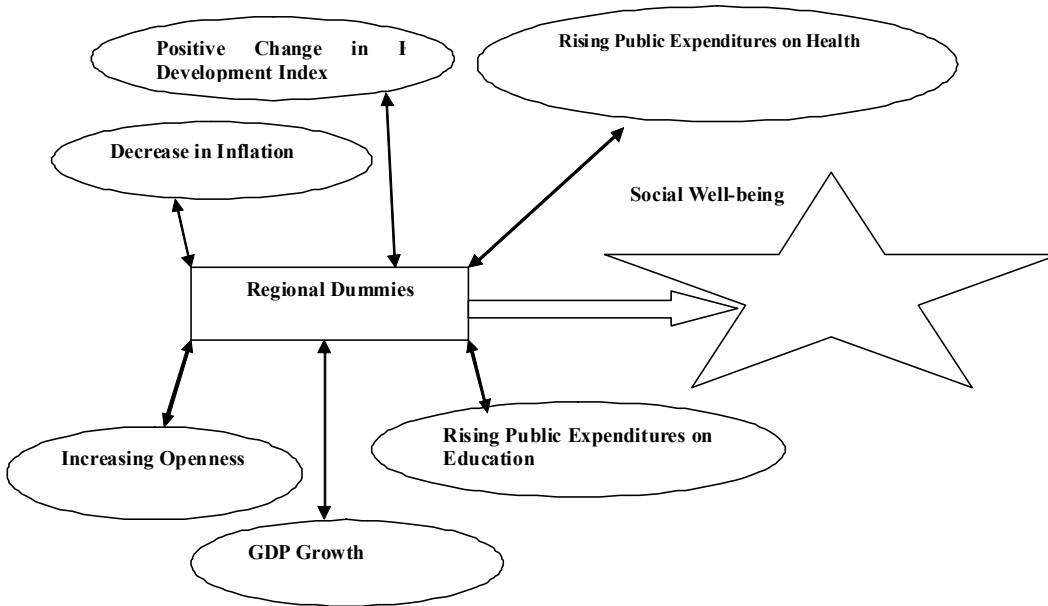 Positive Change in
Development Index
Rising Public Expenditures on Health
Decrease in Inflation
Social Well-being
Regional Dummies
Rising Public Expenditures on
Education
Increasing Openness
GDP Growth